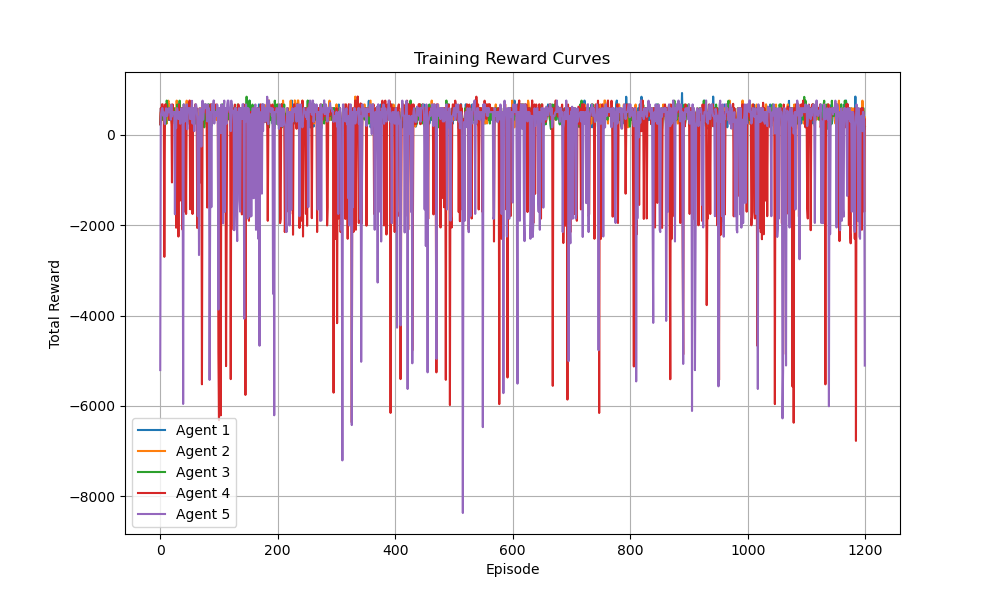 Training Reward Curves
Total Reward
0
−2000
−4000
−6000
−8000
Agent 1
Agent 2
Agent 3
Agent 4
Agent 5
0 200 400 600 800 1000 1200
Episode